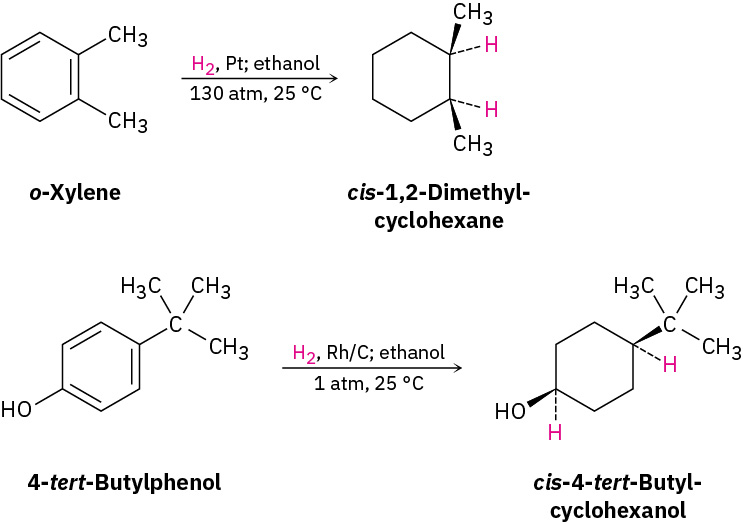 CH₃
CH₃
H₂, Pt; ethanol
130 atm, 25 °C
CH₃
H
H
CH₃
o-Xylene
cis-1,2-Dimethyl-
cyclohexane
H₃C CH₃
C
CH₃
HO
H₂, Rh/C; ethanol
1 atm, 25 °C
H₃C CH₃
C
CH₃
H
HO
H
4-tert-Butylphenol
cis-4-tert-Butyl-
cyclohexanol